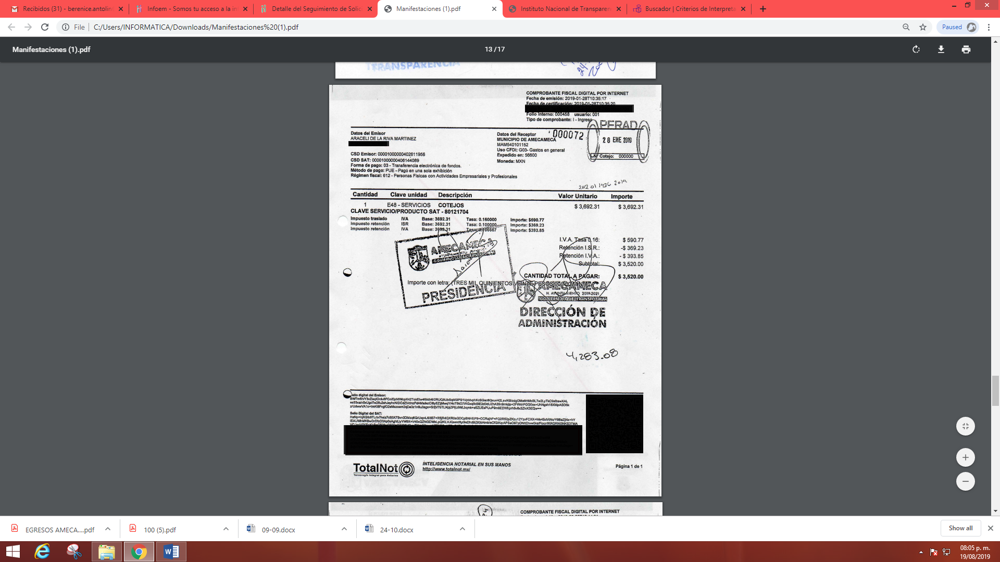 Recibidos (31) - berenice.antolin
Infoem - Somos tu acceso a la in
Detalle del Seguimiento de Solici
Manifestaciones (1).pdf
Instituto Nacional de Transparen
Buscador | Criterios de Interpreta
File
C:/Users/INFORMATICA/Downloads/Manifestaciones%20(1).pdf
Paused
Manifestaciones (1).pdf
13 / 17
TRANSPARENCIA
COMPROBANTE FISCAL DIGITAL POR INTERNET
Fecha de emisión: 2019-01-28T10:35:17
Fecha de certificación: 2019-01-28T10:35:20
Folio interno: 000458 usuario: 001
Tipo de comprobante: I - Ingreso
PERAD
28 ENE 2019
N° Cotejo: 000000
000072
Datos del Emisor
ARACELI DE LA RIVA MARTINEZ
Datos del Receptor
MUNICIPIO DE AMECAMECA
MAM540101152
Uso CFDI: G03- Gastos en general
Expedido en: 56600
Moneda: MXN
CSD Emisor: 00001000000402611956
CSD SAT: 00001000000406144089
Forma de pago: 03 - Transferencia electrónica de fondos.
Método de pago: PUE – Pago en una sola exhibición
Régimen fiscal: 612 - Personas Físicas con Actividades Empresariales y Profesionales
2112 01 1436 2019
Cantidad Clave unidad Descripción Valor Unitario Importe
1 E48 - SERVICIOS COTEJOS $ 3,692.31 $ 3,692.31
CLAVE SERVICIO/PRODUCTO SAT - 80121704
Impuesto traslado IVA Base: 3692.31 Tasa: 0.160000 Importe: $590.77
Impuesto retención ISR Base: 3692.31 Tasa: 0.100000 Importe: $369.23
Impuesto retención IVA Base: 3692.31 Tasa: 0.106667 Importe: $393.85
I.V.A. Tasa 0.16: $ 590.77
Retención I.S.R.: -$ 369.23
Retención I.V.A.: - $ 393.85
Subtotal: $ 3,520.00
CANTIDAD TOTAL A PAGAR: $ 3,520.00
Importe con letra: (TRES MIL QUINIENTOS VEINTE PESOS 00/100 M.N.)
AMECAMECA
AYUNTAMIENTO
GOBIERNO QUE TRANSFORMA
PRESIDENCIA
AMECAMECA
H. AYUNTAMIENTO 2019-2021
GOBIERNO QUE TRANSFORMA
DIRECCIÓN DE
ADMINISTRACIÓN
4,283.08
Sello digital del Emisor:
Sello Digital del SAT:
TotalNot
Tecnología Integral para Notarios
INTELIGENCIA NOTARIAL EN SUS MANOS
http://www.totalnot.mx/
Página 1 de 1
COMPROBANTE FISCAL DIGITAL POR INTERNET
EGRESOS AMECA....pdf
100 (5).pdf
09-09.docx
24-10.docx
Show all
08:05 p. m.
19/08/2019